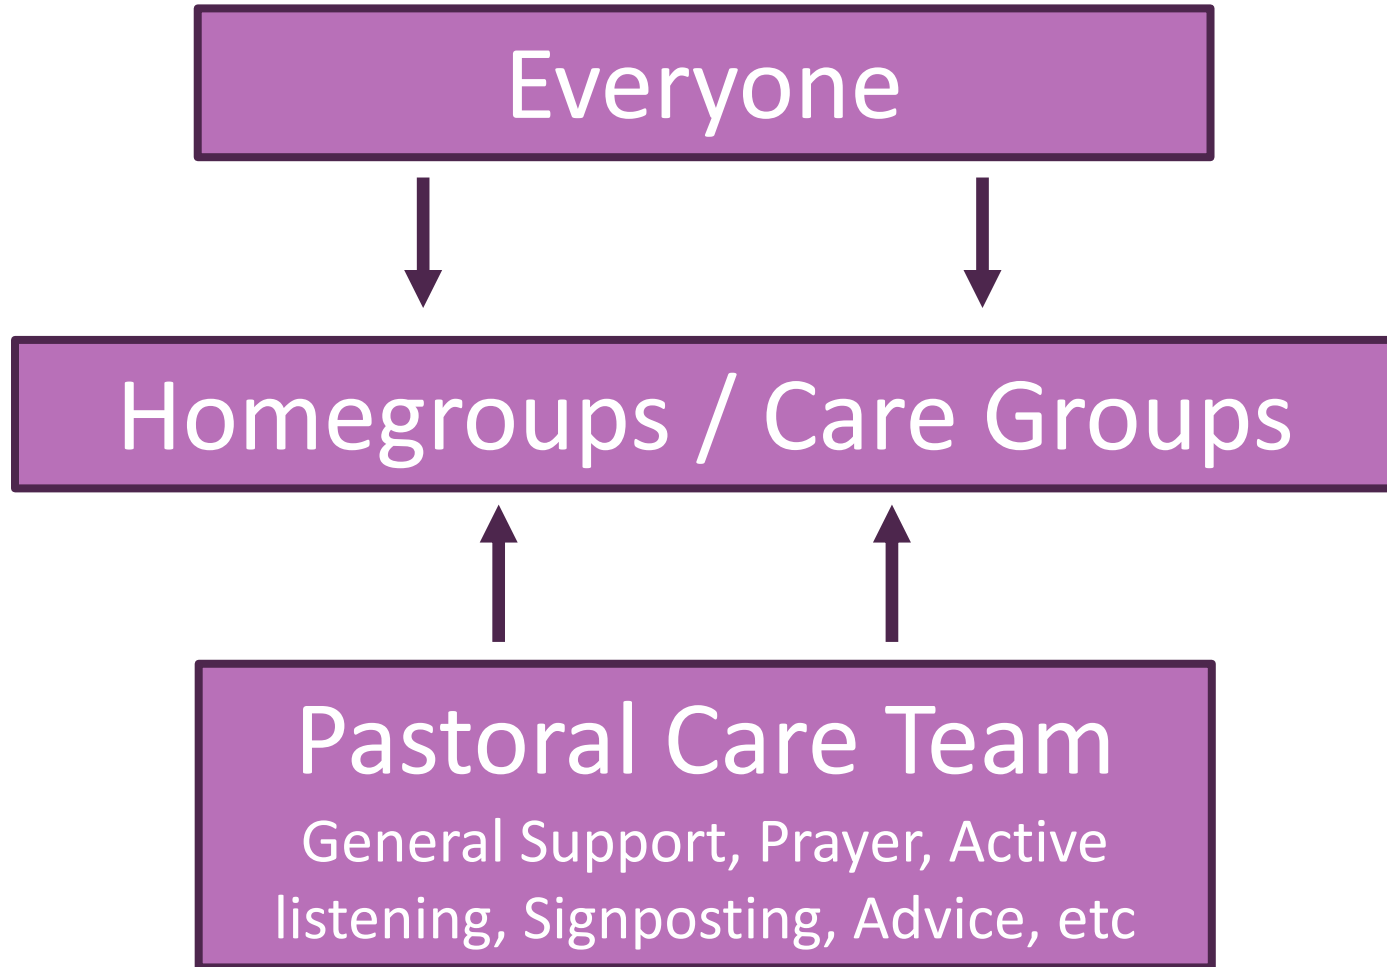 Everyone
Homegroups / Care Groups
Pastoral Care Team
General Support, Prayer, Active
listening, Signposting, Advice, etc